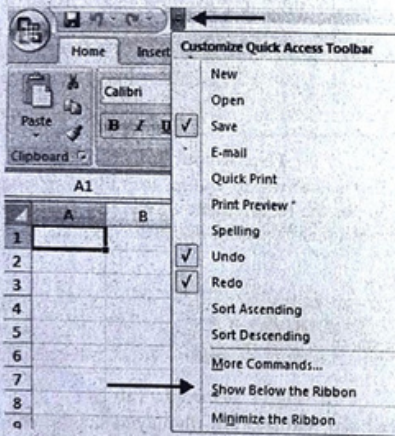 Customize Quick Access Toolbar
Home Insert
New
Open
Calibri
Save
Paste
B I U
E-mail
Quick Print
Clipboard
Print Preview
A1
Spelling
A B
Undo
1
2
Redo
3
4
Sort Ascending
5
Sort Descending
6
More Commands...
7
Show Below the Ribbon
8
Minimize the Ribbon
9